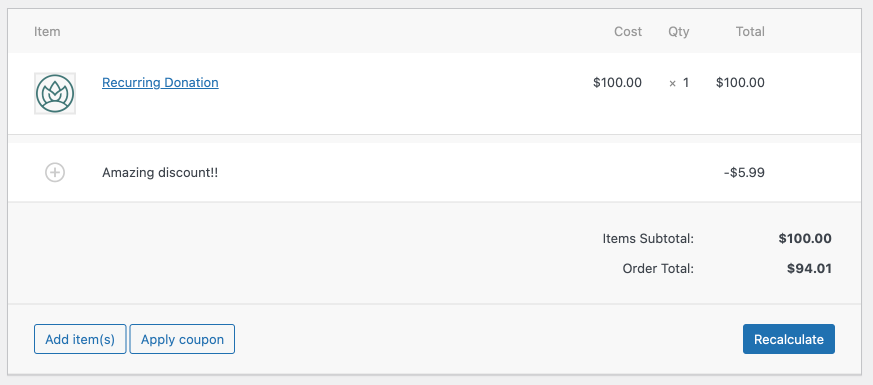 Item Cost Qty Total
Recurring Donation $100.00 × 1 $100.00
Amazing discount!! -$5.99
Items Subtotal: $100.00
Order Total: $94.01
Add item(s) Apply coupon Recalculate